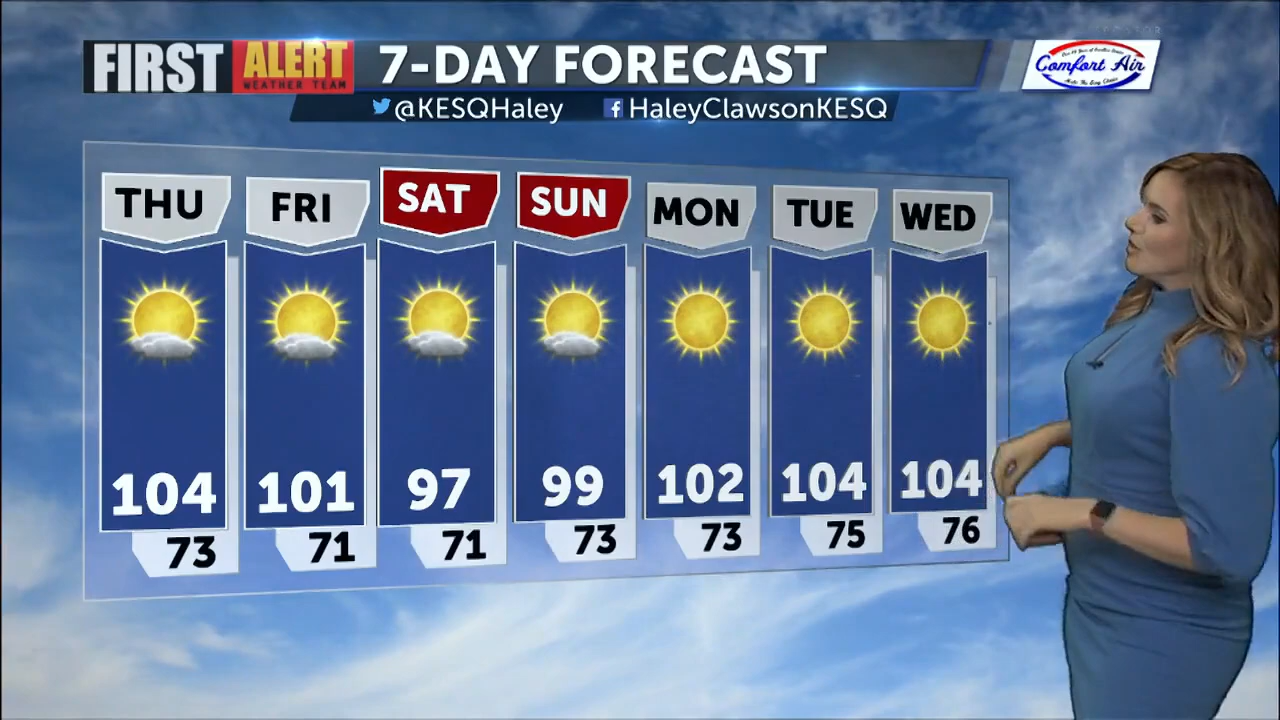 FIRST ALERT 7-DAY FORECAST
WEATHER TEAM
Comfort Air
@KESQHaley HaleyClawsonKESQ
THU FRI SAT SUN MON TUE WED
104 101 97 99 102 104 104
73 71 71 73 73 75 76